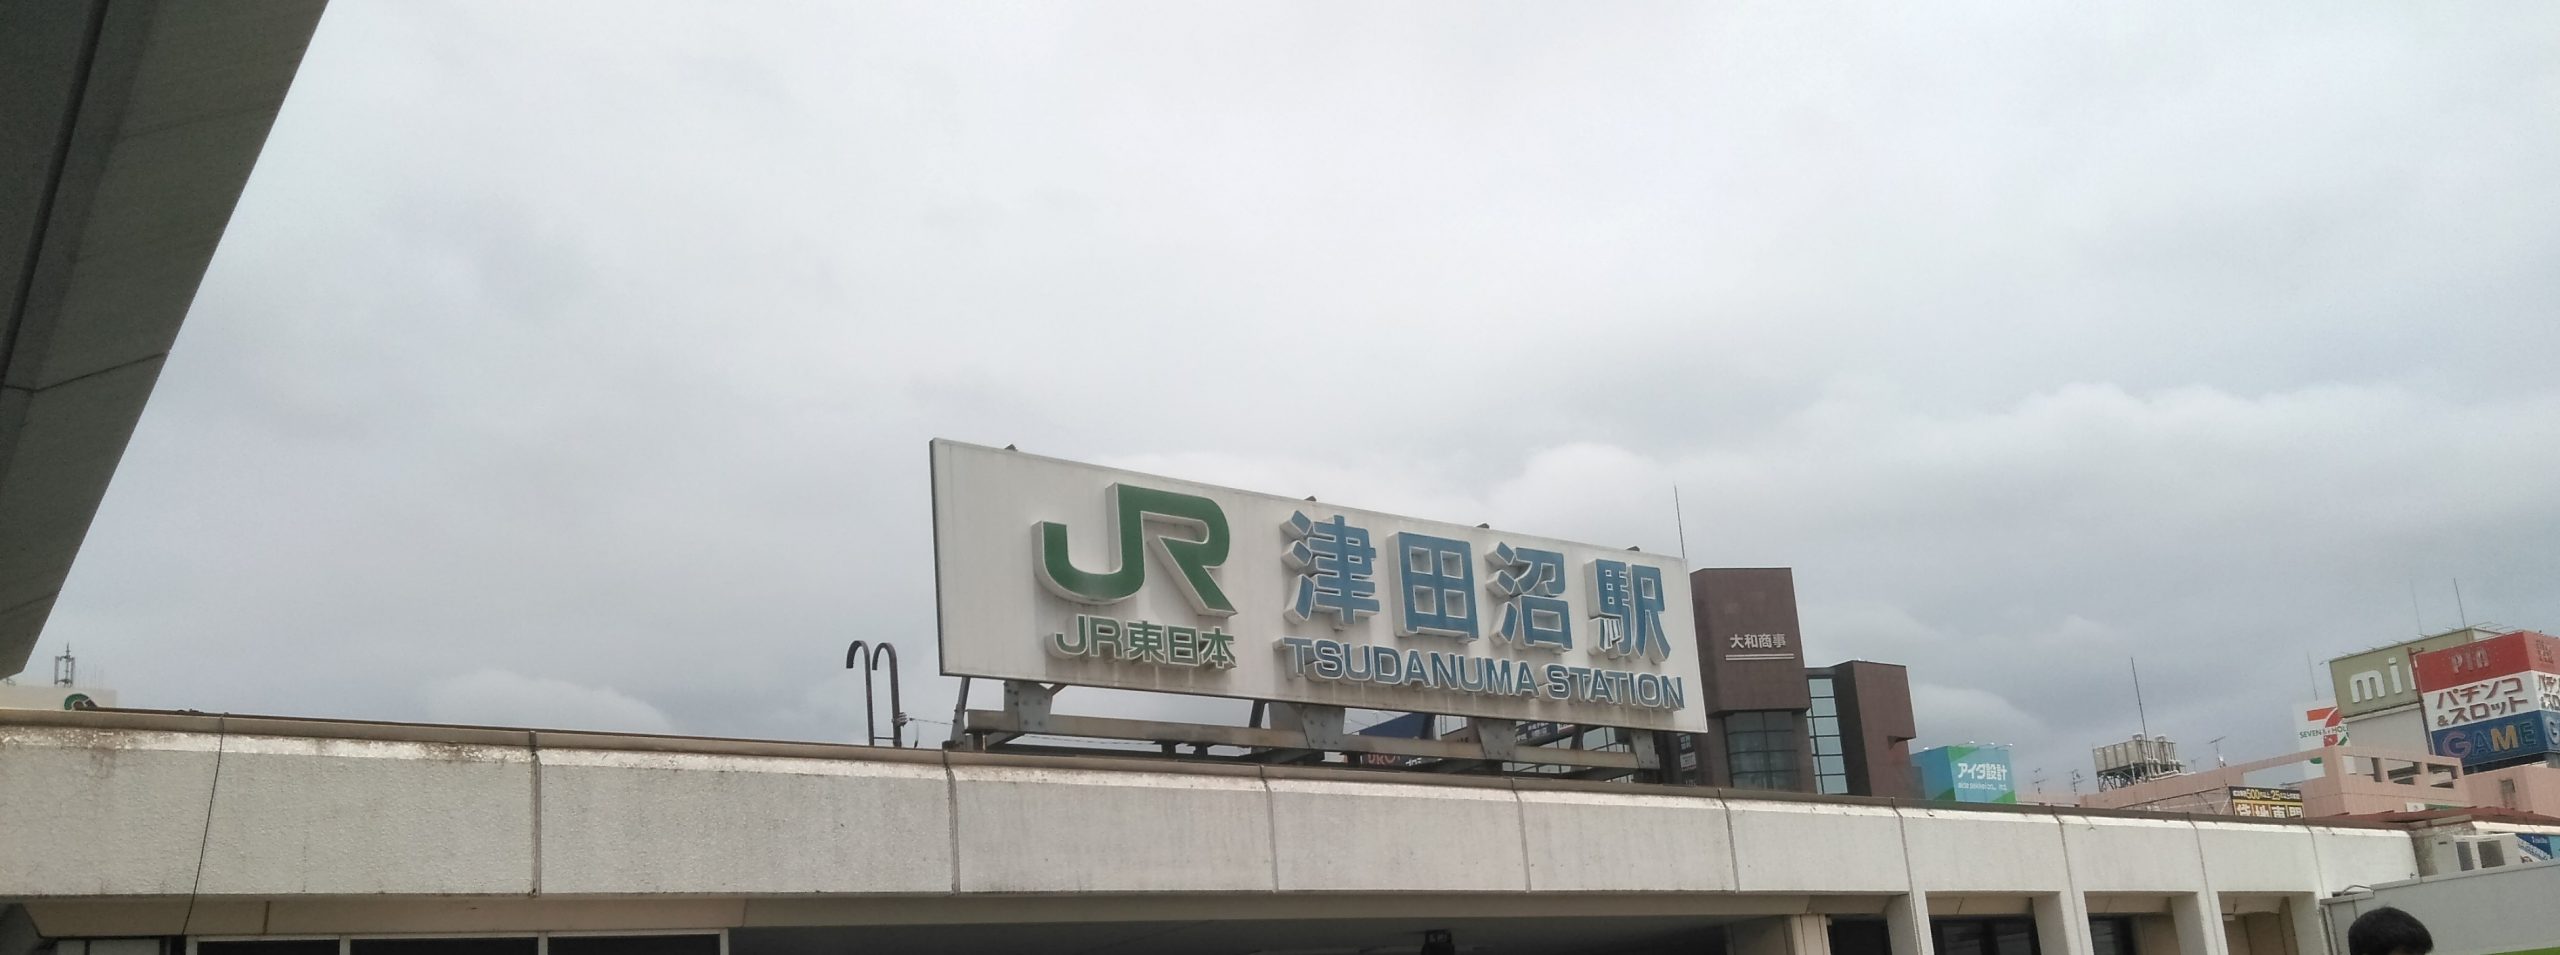 JR
JR東日本
津田沼駅
TSUDANUMA STATION
大和商事
アイダ設計
PIA
パチンコ
&スロット
GAME